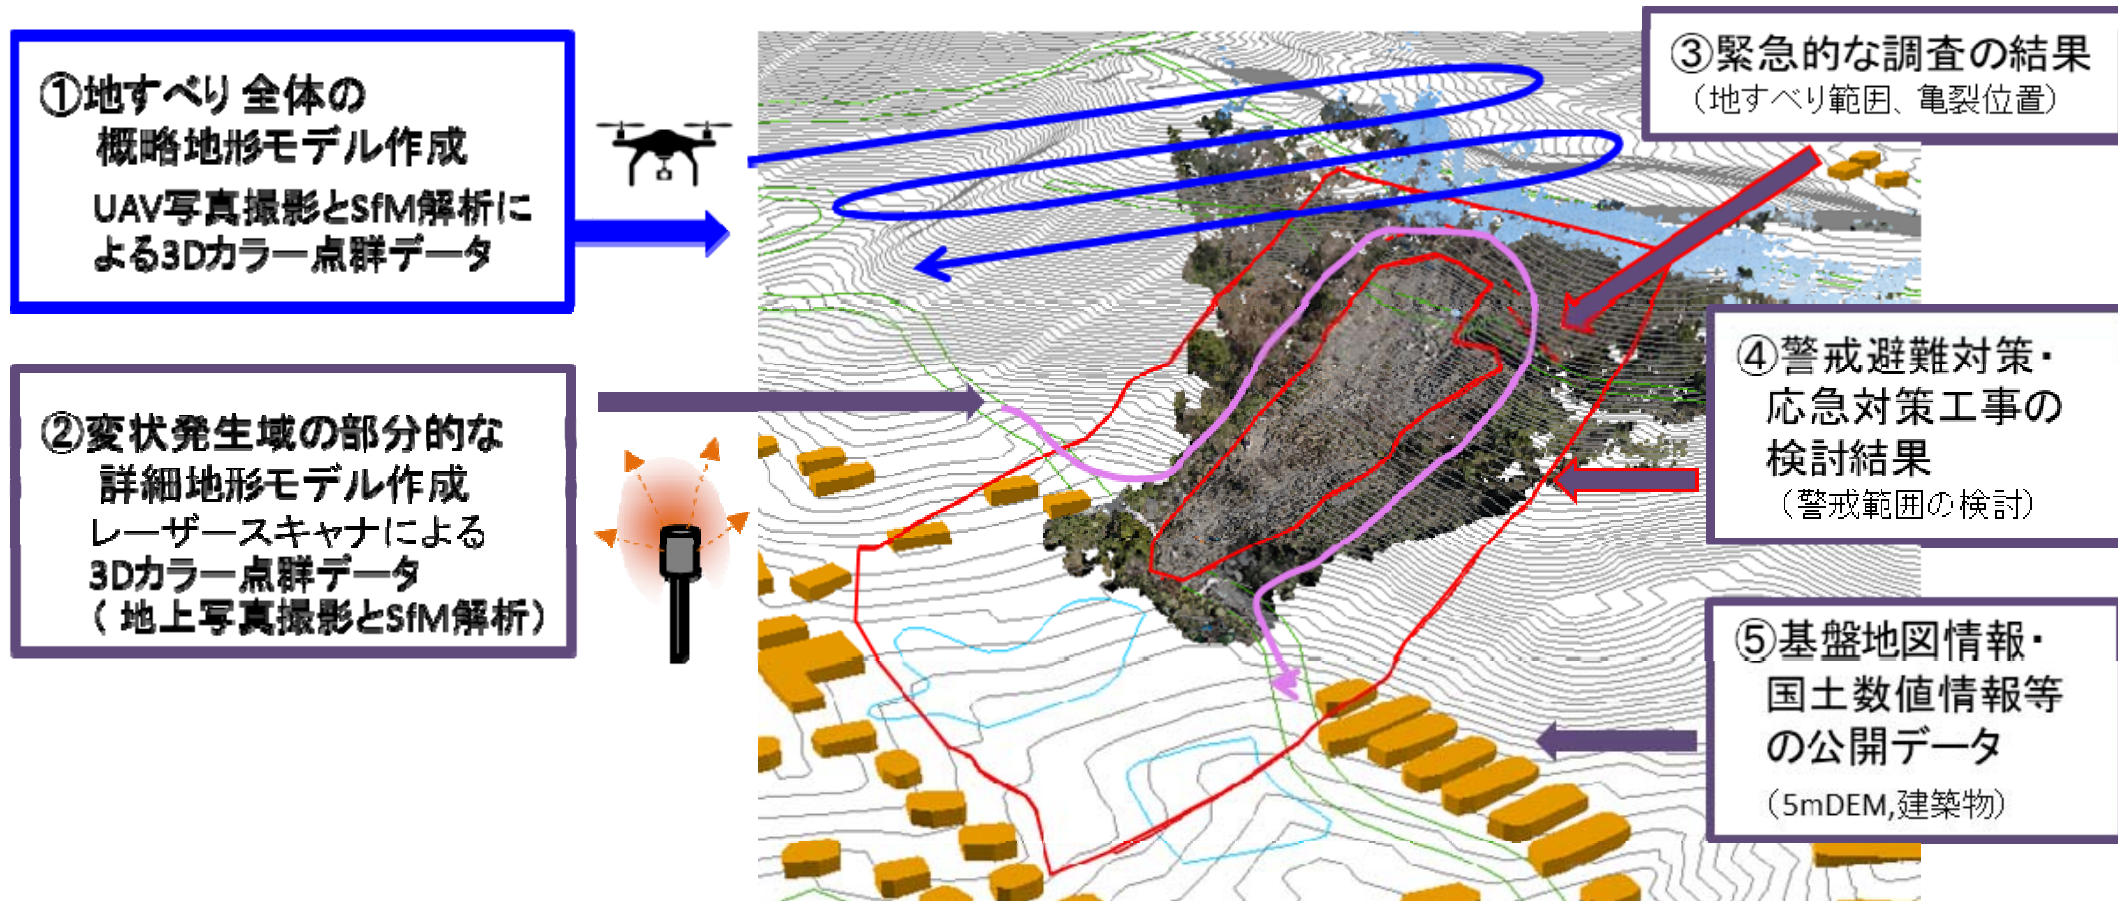 ①地すべり全体の
概略地形モデル作成
UAV写真撮影とSfM解析に
よる3Dカラー点群データ
②変状発生域の部分的な
詳細地形モデル作成
レーザースキャナによる
3Dカラー点群データ
（地上写真撮影とSfM解析）
③緊急的な調査の結果
（地すべり範囲、亀裂位置）
④警戒避難対策・
応急対策工事の
検討結果
（警戒範囲の検討）
⑤基盤地図情報・
国土数値情報等
の公開データ
（5mDEM,建築物）